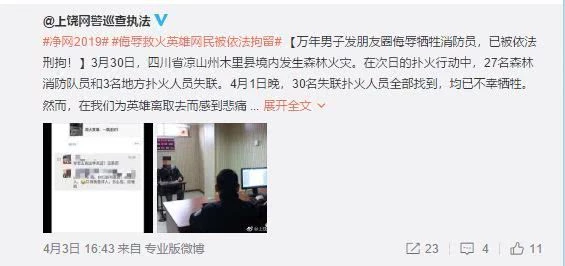 @上饶网警巡查执法
#净网2019# #侮辱救火英雄网民被依法拘留# 【万年男子发朋友圈侮辱牺牲消防员，已被依法
刑拘！】3月30日，四川省凉山州木里县境内发生森林火灾。在次日的扑火行动中，27名森林
消防队员和3名地方扑火人员失联。4月1日晚，30名失联扑火人员全部找到，均已不幸牺牲。
然而，在我们为英雄离取去而感到悲痛 ... 展开全文
4月3日 16:43 来自 专业版微博
23
4
11